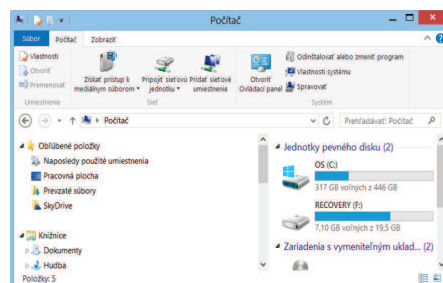 Počítač
Súbor Počítač Zobraziť
Vlastnosti
Otvoriť
Premenovať
Umiestnenie
Získať prístup k
mediálnym súborom
Pripojiť sieťovú
jednotku
Pridať sieťové
umiestnenie
Sieť
Otvoriť
Ovládací panel
Odinštalovať alebo zmeniť program
Vlastnosti systému
Spravovať
Systém
Počítač
Prehľadávať: Počítač
Obľúbené položky
Naposledy použité umiestnenia
Pracovná plocha
Prevzaté súbory
SkyDrive
Knižnice
Dokumenty
Hudba
Jednotky pevného disku (2)
OS (C:)
317 GB voľných z 446 GB
RECOVERY (F:)
7,10 GB voľných z 19,5 GB
Zariadenia s vymeniteľným uklad... (2)
Položky: 5